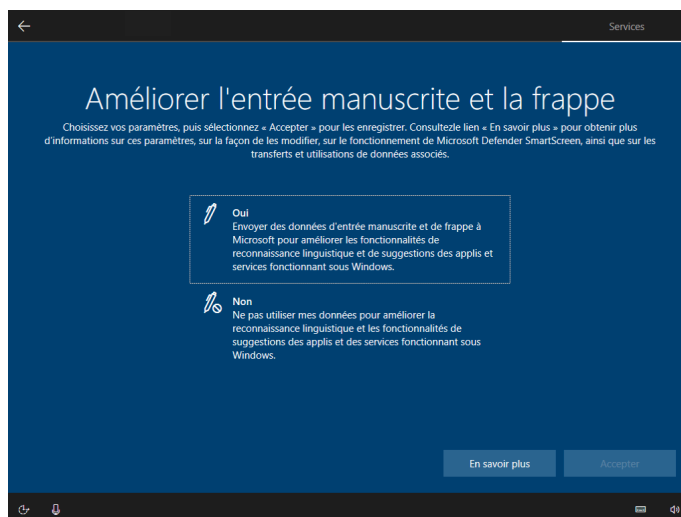 Services
Améliorer l'entrée manuscrite et la frappe
Choisissez vos paramètres, puis sélectionnez « Accepter » pour les enregistrer. Consultezle lien « En savoir plus » pour obtenir plus
d'informations sur ces paramètres, sur la façon de les modifier, sur le fonctionnement de Microsoft Defender SmartScreen, ainsi que sur les
transferts et utilisations de données associés.
Oui
Envoyer des données d'entrée manuscrite et de frappe à
Microsoft pour améliorer les fonctionnalités de
reconnaissance linguistique et de suggestions des applis et
services fonctionnant sous Windows.
Non
Ne pas utiliser mes données pour améliorer la
reconnaissance linguistique et les fonctionnalités de
suggestions des applis et des services fonctionnant sous
Windows.
En savoir plus
Accepter